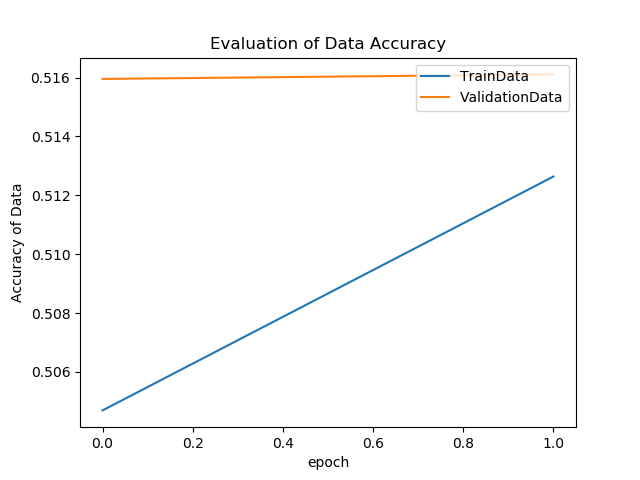 Evaluation of Data Accuracy
TrainData
ValidationData
0.516
0.514
0.512
0.510
0.508
0.506
Accuracy of Data
0.0 0.2 0.4 0.6 0.8 1.0
epoch